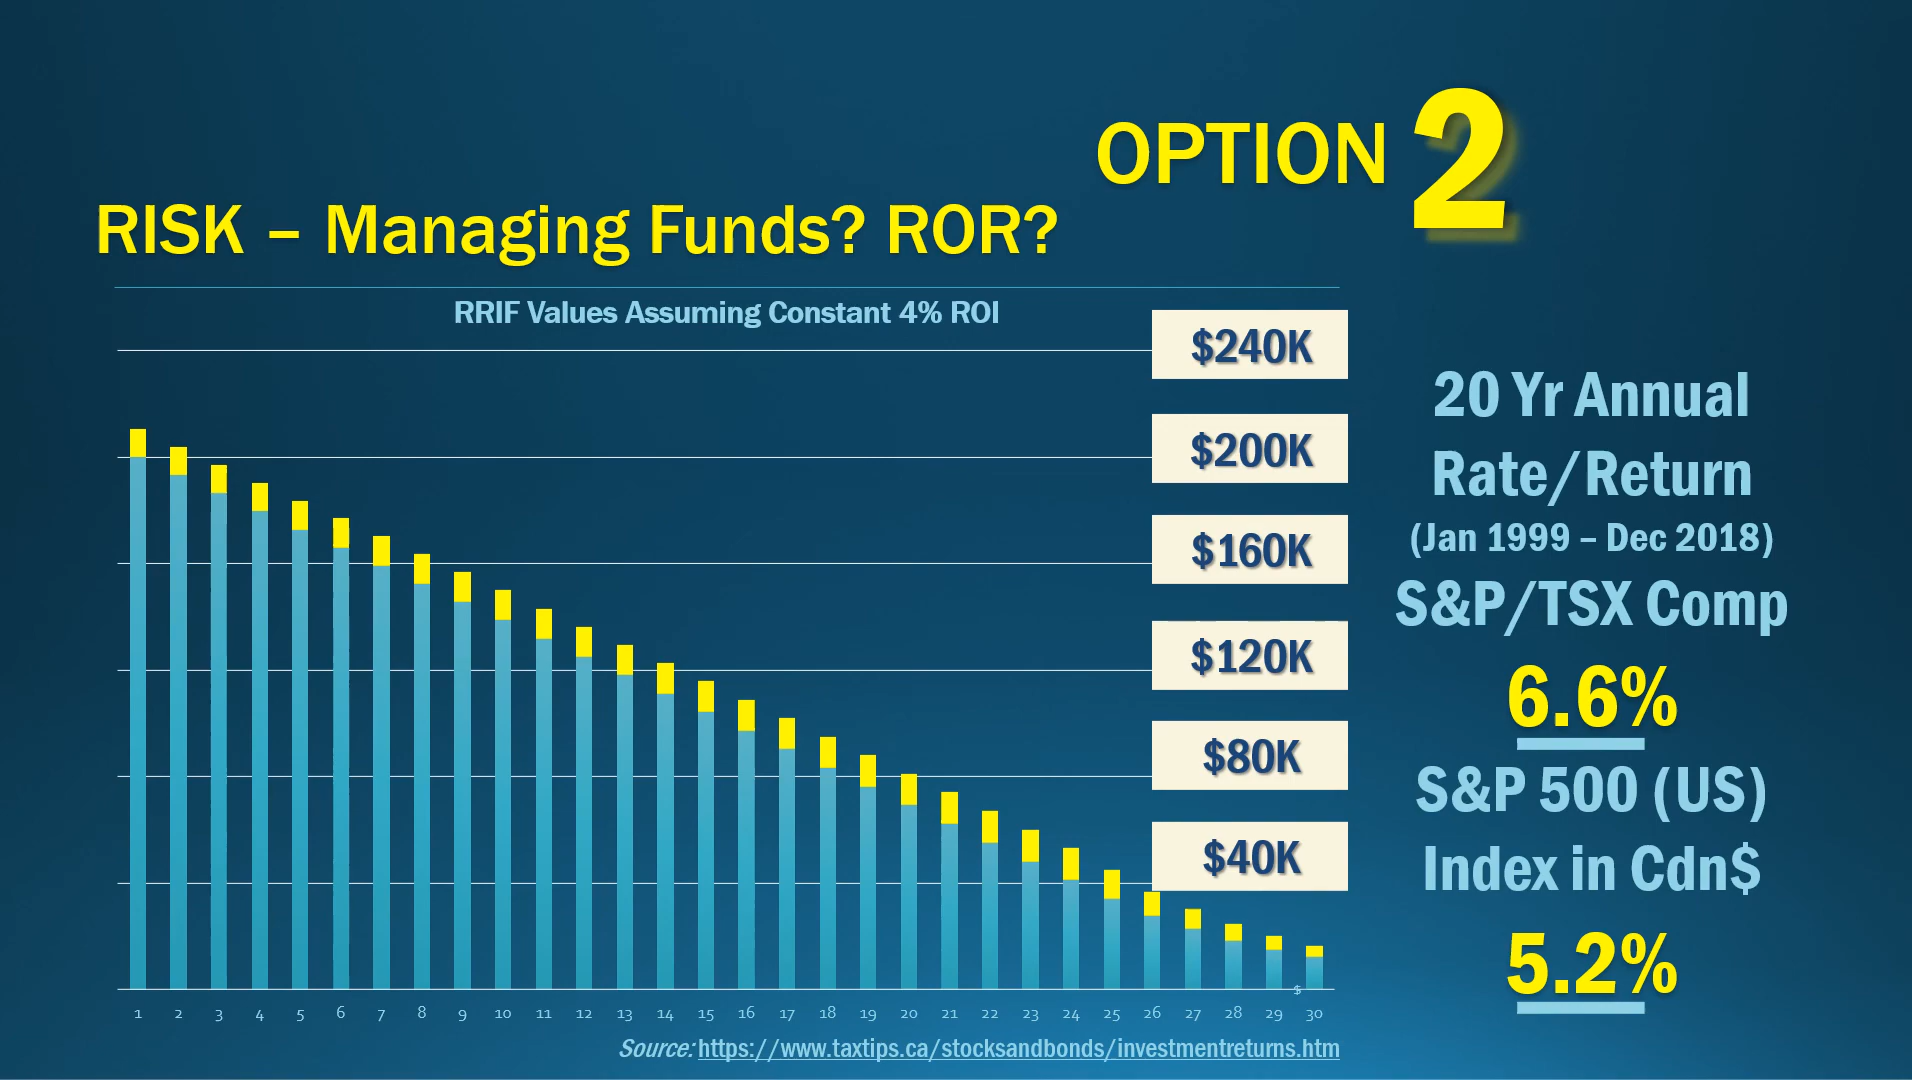 OPTION 2
RISK – Managing Funds? ROR?
RRIF Values Assuming Constant 4% ROI
$240K
$200K
$160K
$120K
$80K
$40K
$
1 2 3 4 5 6 7 8 9 10 11 12 13 14 15 16 17 18 19 20 21 22 23 24 25 26 27 28 29 30
20 Yr Annual
Rate/Return
(Jan 1999 – Dec 2018)
S&P/TSX Comp
6.6%
S&P 500 (US)
Index in Cdn$
5.2%
Source: https://www.taxtips.ca/stocksandbonds/investmentreturns.htm